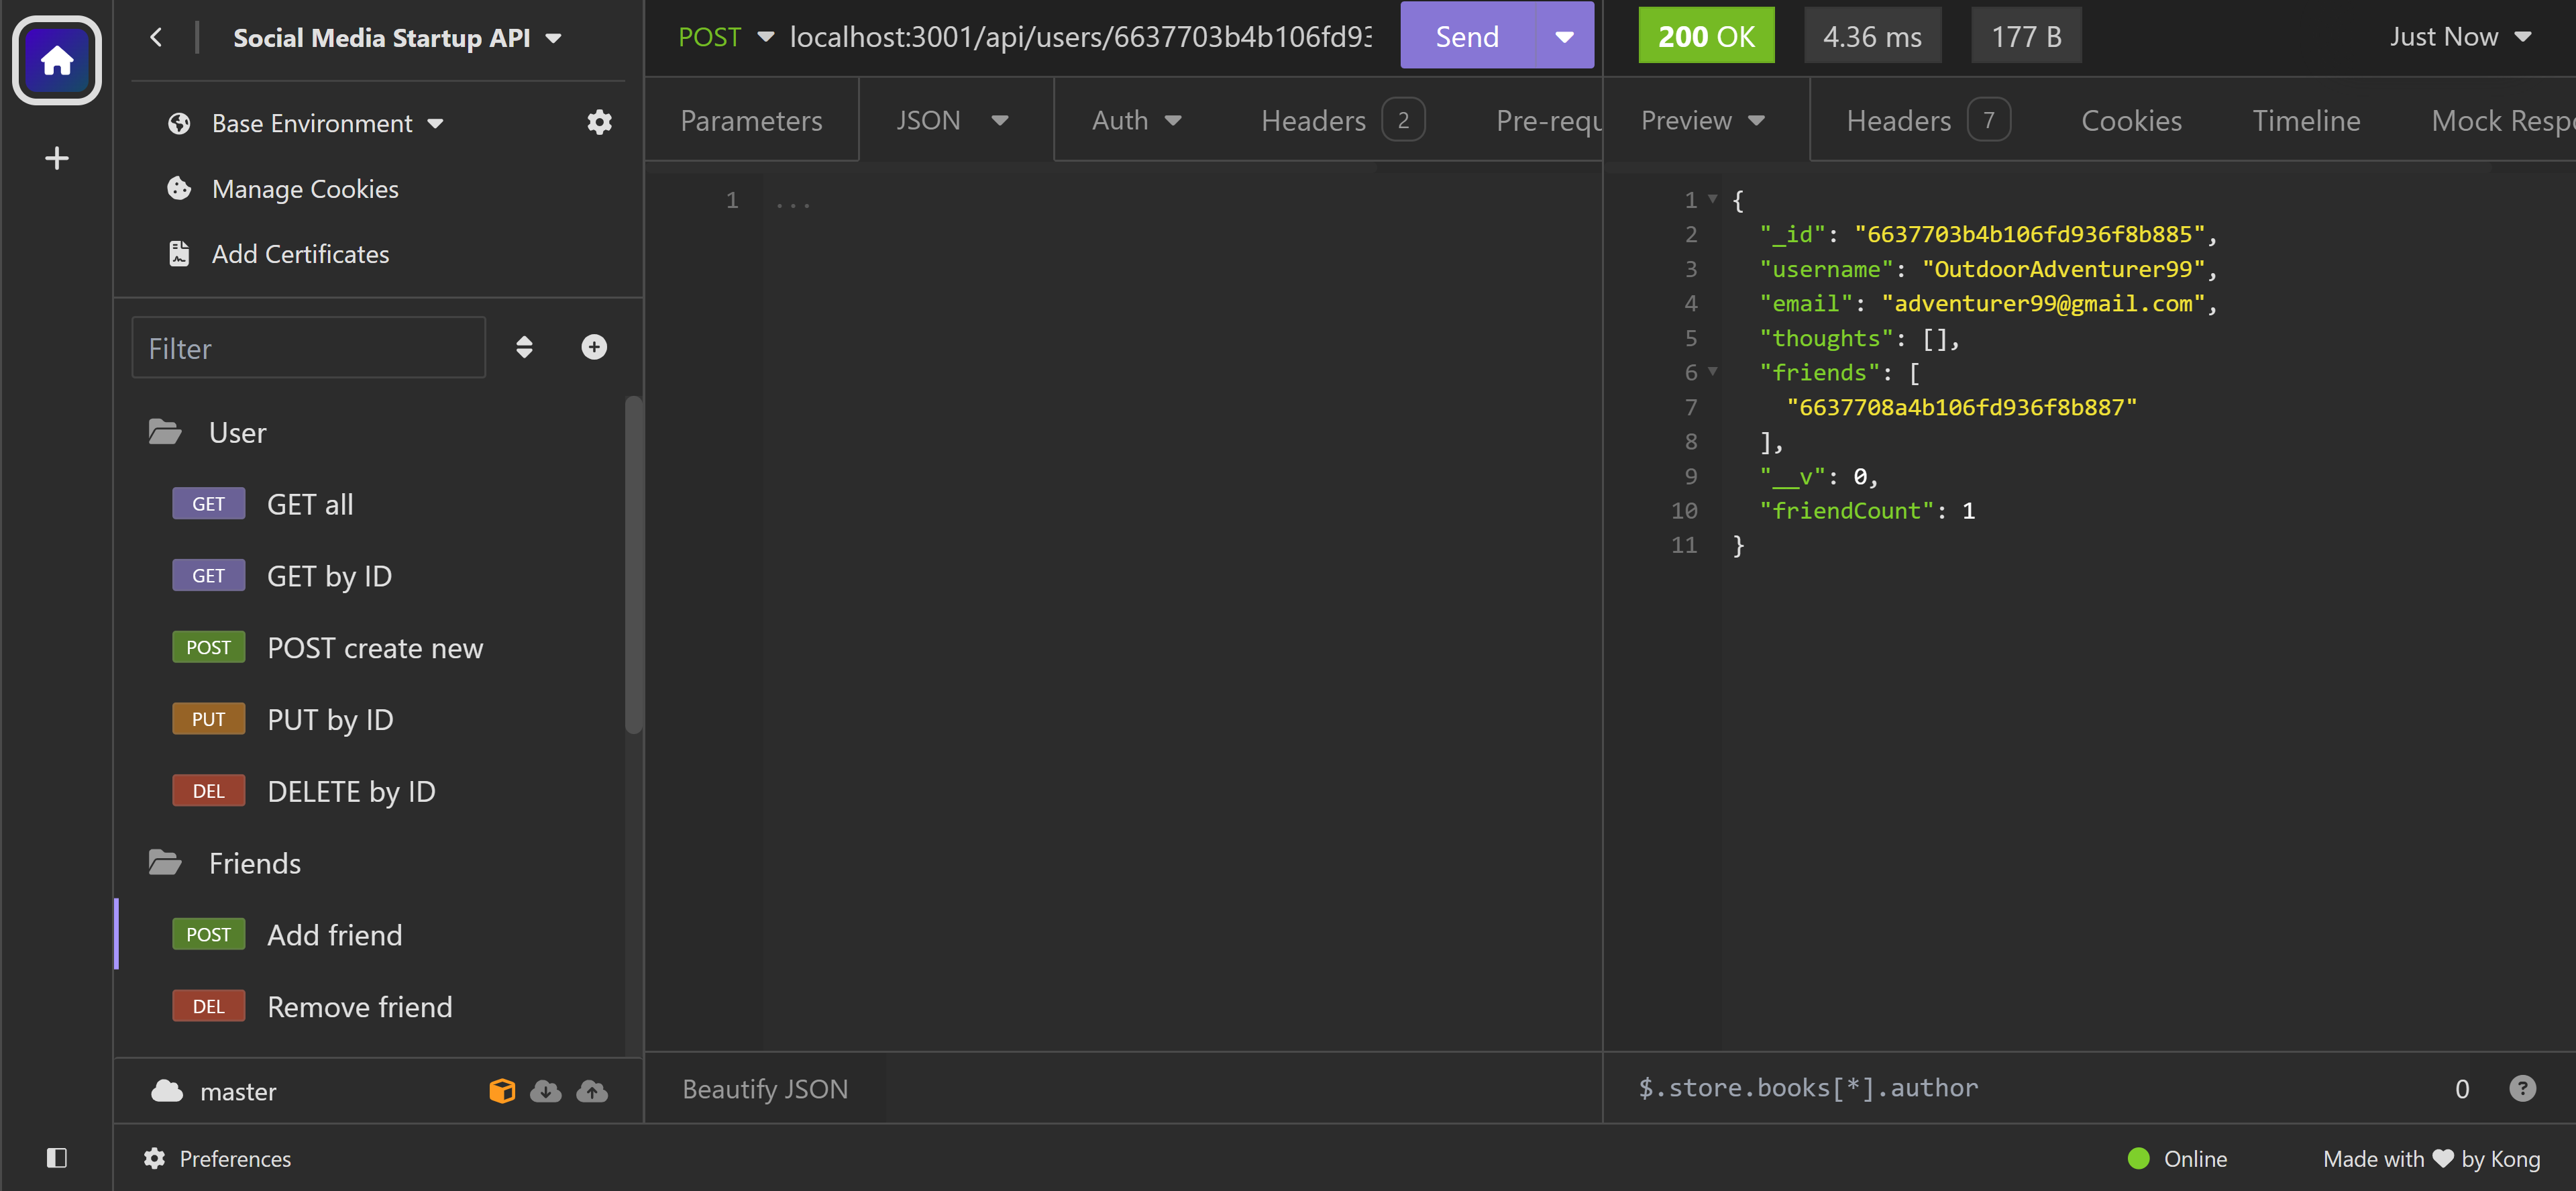 Social Media Startup API
Base Environment
Manage Cookies
Add Certificates
Filter
User
GET GET all
GET GET by ID
POST POST create new
PUT PUT by ID
DEL DELETE by ID
Friends
POST Add friend
DEL Remove friend
master
Preferences
POST localhost:3001/api/users/6637703b4b106fd93 Send
Parameters JSON Auth Headers 2 Pre-requ
1 ...
Beautify JSON
200 OK 4.36 ms 177 B Just Now
Preview Headers 7 Cookies Timeline Mock Resp
1 {
2 "_id": "6637703b4b106fd936f8b885",
3 "username": "OutdoorAdventurer99",
4 "email": "adventurer99@gmail.com",
5 "thoughts": [],
6 "friends": [
7 "6637708a4b106fd936f8b887"
8 ],
9 "__v": 0,
10 "friendCount": 1
11 }
$.store.books[*].author 0 ?
Online Made with ♥ by Kong